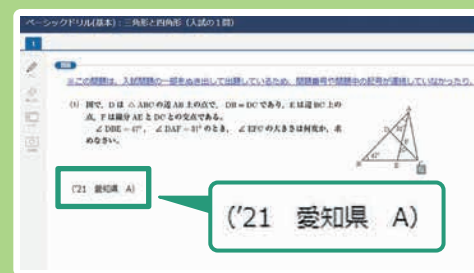 ベーシックドリル(基本):三角形と四角形(入試の1問)
1
※この問題は、入試問題の一部をぬき出して出題しているため、問題番号や問題中の記号が連続していなかったり、
(3) 図で、Dは△ABCの辺AB上の点で、DB=DCであり、Eは辺BC上の
点、Fは線分AEとDCとの交点である。
∠DBE=47°、∠DAF=31°のとき、∠EFCの大きさは何度か、求
めなさい。
A
D
F
47°
B
E
('21 愛知県 A)
('21 愛知県 A)